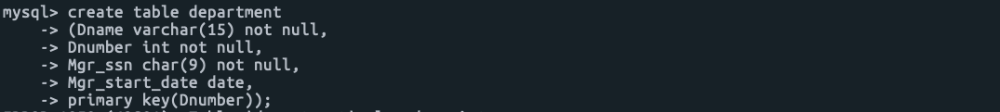 mysql> create table department
    -> (Dname varchar(15) not null,
    -> Dnumber int not null,
    -> Mgr_ssn char(9) not null,
    -> Mgr_start_date date,
    -> primary key(Dnumber));